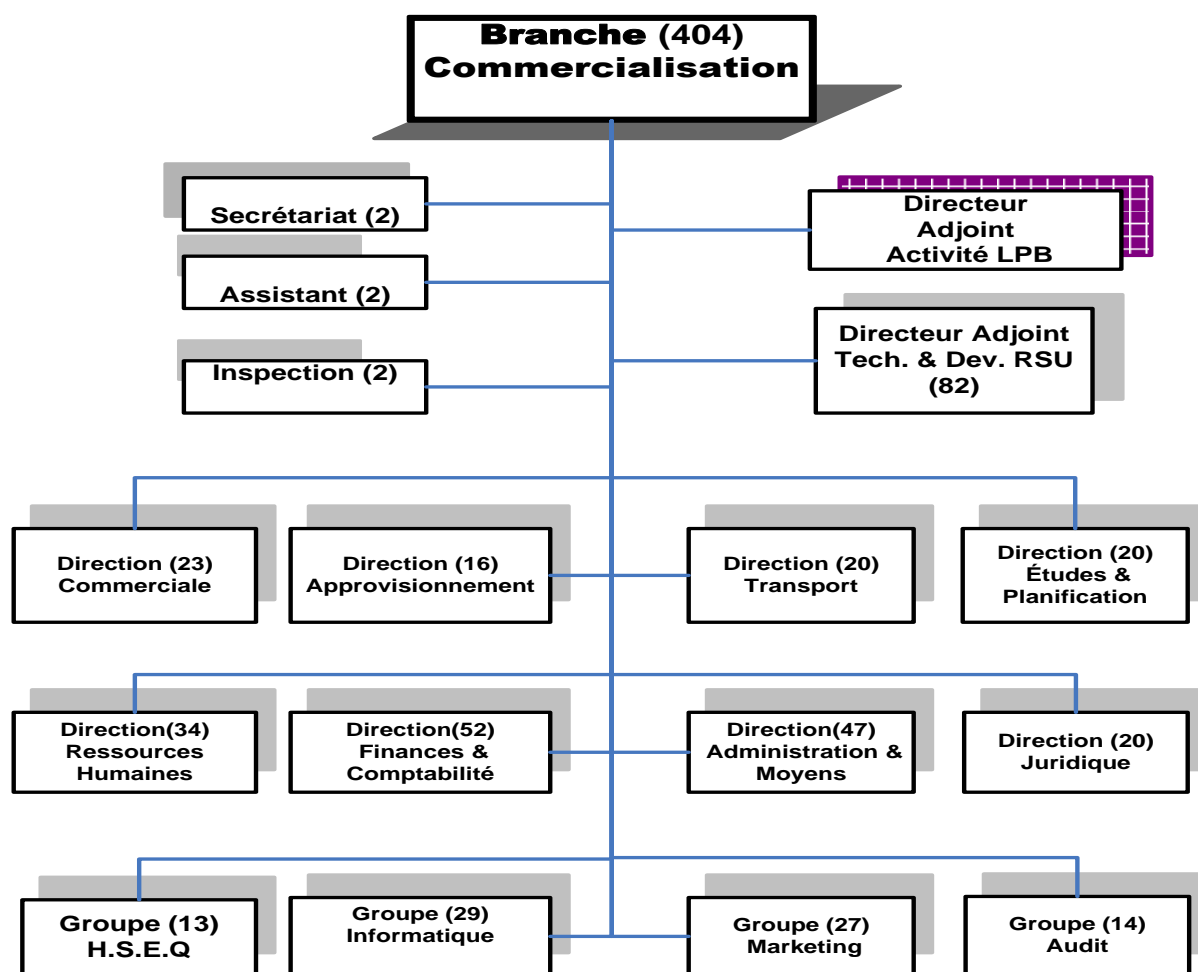 Branche (404)
Commercialisation
Secrétariat (2)
Directeur
Adjoint
Activité LPB
Assistant (2)
Directeur Adjoint
Tech. & Dev. RSU
(82)
Inspection (2)
Direction (23)
Commerciale
Direction (16)
Approvisionnement
Direction (20)
Transport
Direction (20)
Études &
Planification
Direction(34)
Ressources
Humaines
Direction(52)
Finances &
Comptabilité
Direction(47)
Administration &
Moyens
Direction (20)
Juridique
Groupe (13)
H.S.E.Q
Groupe (29)
Informatique
Groupe (27)
Marketing
Groupe (14)
Audit